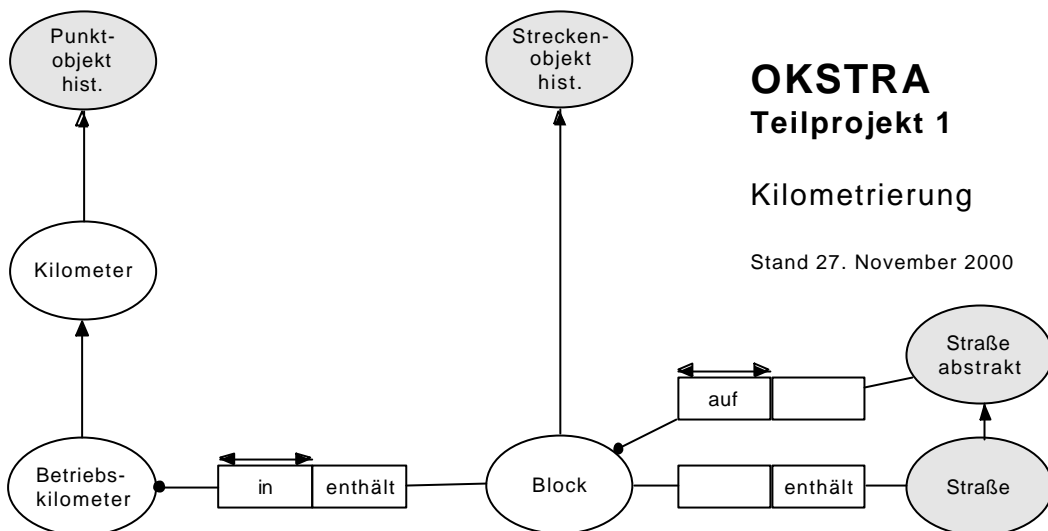 Punkt-
objekt
hist.
Strecken-
objekt
hist.
OKSTRA
Teilprojekt 1
Kilometrierung
Stand 27. November 2000
Kilometer
Straße
abstrakt
auf
Betriebs-
kilometer
in
enthält
Block
enthält
Straße